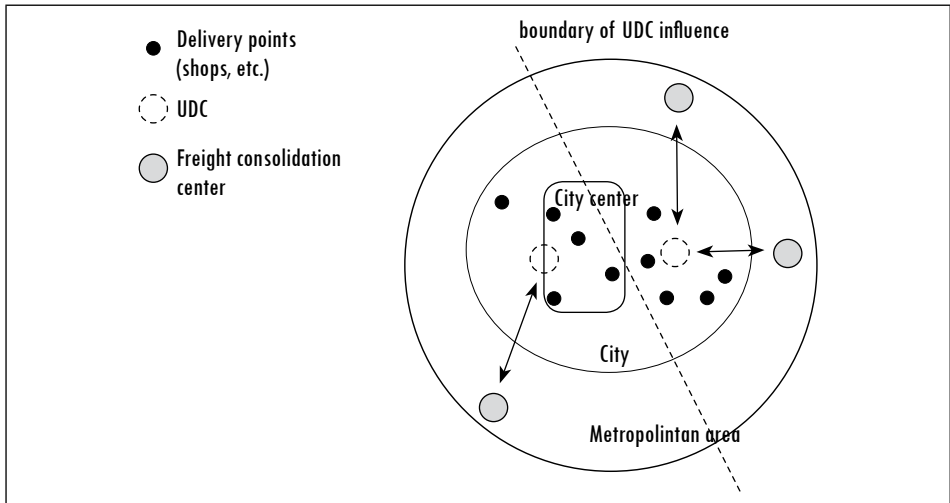 boundary of UDC influence
Delivery points
(shops, etc.)
UDC
Freight consolidation
center
City center
City
Metropolintan area